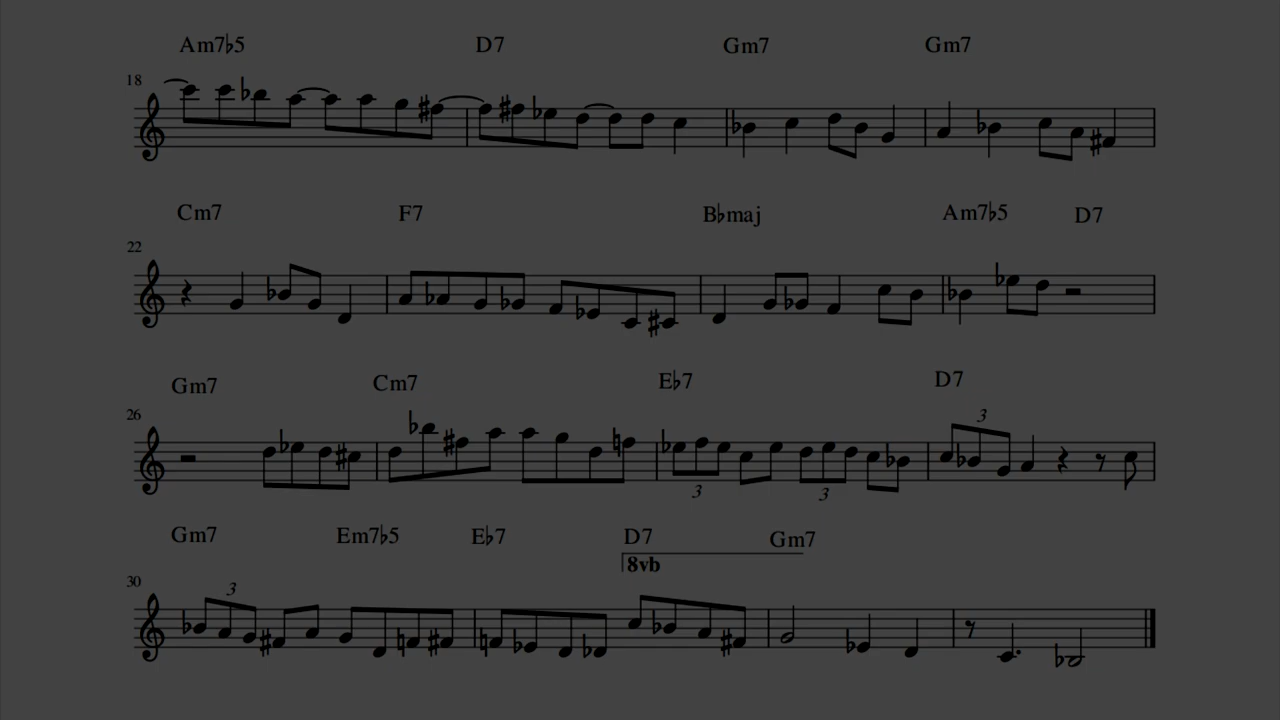 Am7♭5 D7 Gm7 Gm7
18
Cm7 F7 B♭maj Am7♭5 D7
22
Gm7 Cm7 E♭7 D7
26
3
3 3
Gm7 Em7♭5 E♭7 D7 Gm7
8vb
30
3